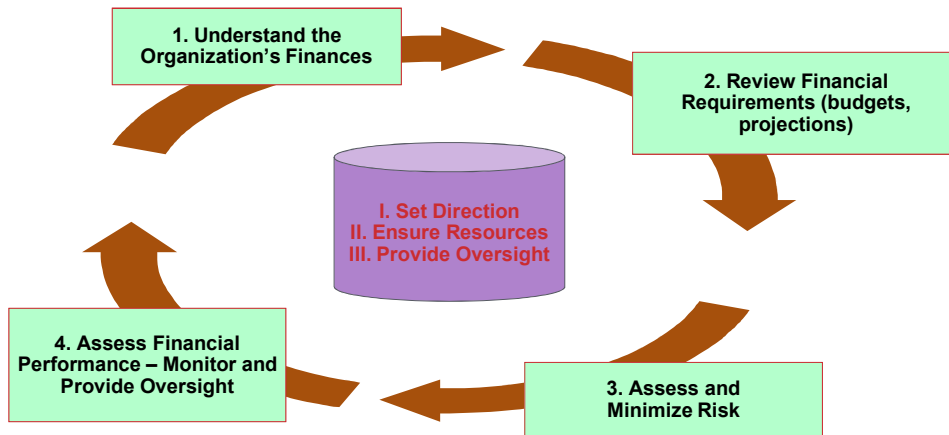 1. Understand the
Organization’s Finances
2. Review Financial
Requirements (budgets,
projections)
I. Set Direction
II. Ensure Resources
III. Provide Oversight
4. Assess Financial
Performance – Monitor and
Provide Oversight
3. Assess and
Minimize Risk